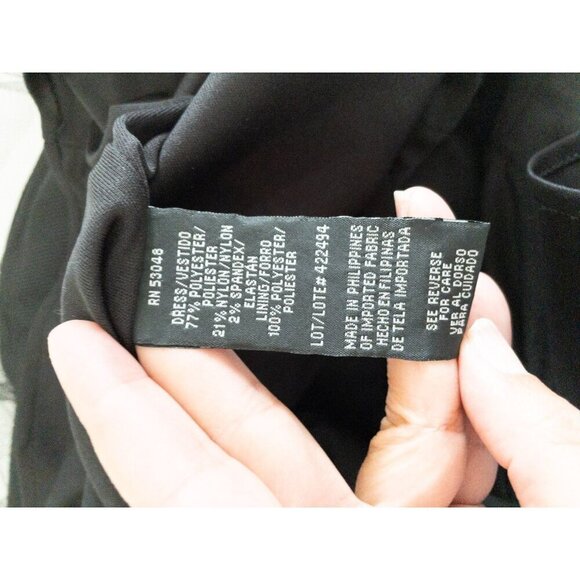 RN 53048
DRESS/VESTIDO
77% POLYESTER/
POLIESTER
21% NYLON/NYLON
2% SPANDEX/
ELASTÁN
LINING/FORRO
100% POLYESTER/
POLIESTER
LOT/LOTE# 422494
MADE IN PHILIPPINES
OF IMPORTED FABRIC
HECHO EN FILIPINAS
DE TELA IMPORTADA
SEE REVERSE
FOR CARE
VER AL DORSO
PARA CUIDADO